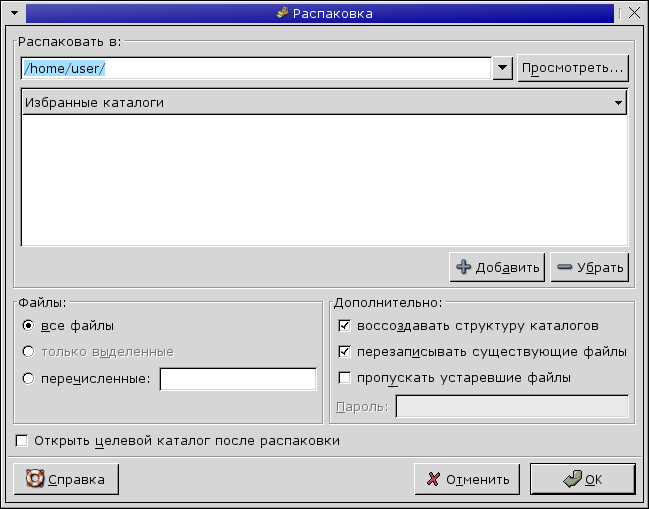 Распаковка
Распаковать в:
/home/user/
Просмотреть...
Избранные каталоги
Добавить
Убрать
Файлы:
все файлы
только выделенные
перечисленные:
Дополнительно:
воссоздавать структуру каталогов
перезаписывать существующие файлы
пропускать устаревшие файлы
Пароль:
Открыть целевой каталог после распаковки
Справка
Отменить
OK